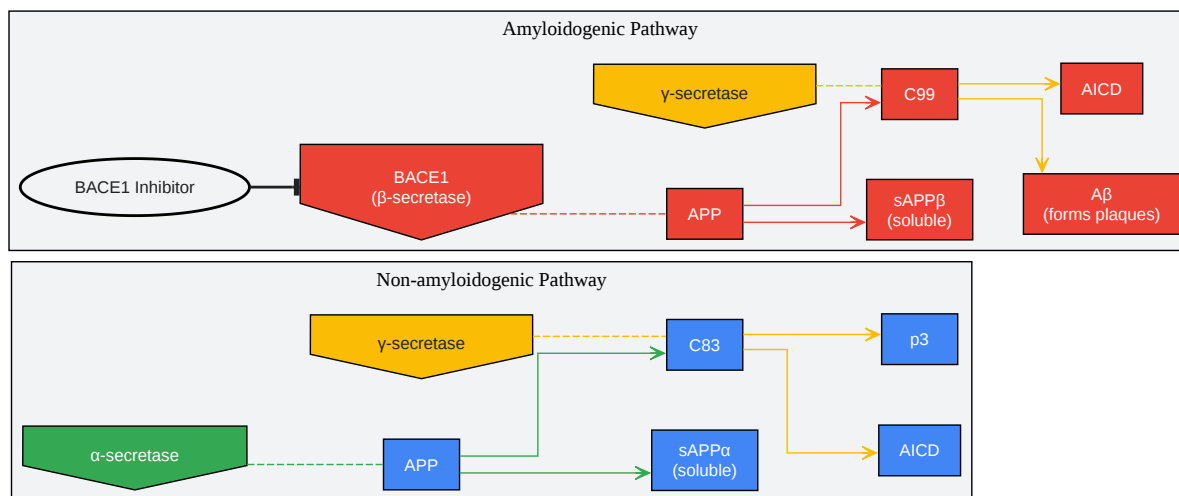 Amyloidogenic Pathway
γ-secretase
C99
AICD
BACE1 Inhibitor
BACE1
(β-secretase)
APP
sAPPβ
(soluble)
Aβ
(forms plaques)
Non-amyloidogenic Pathway
γ-secretase
C83
p3
α-secretase
APP
sAPPα
(soluble)
AICD